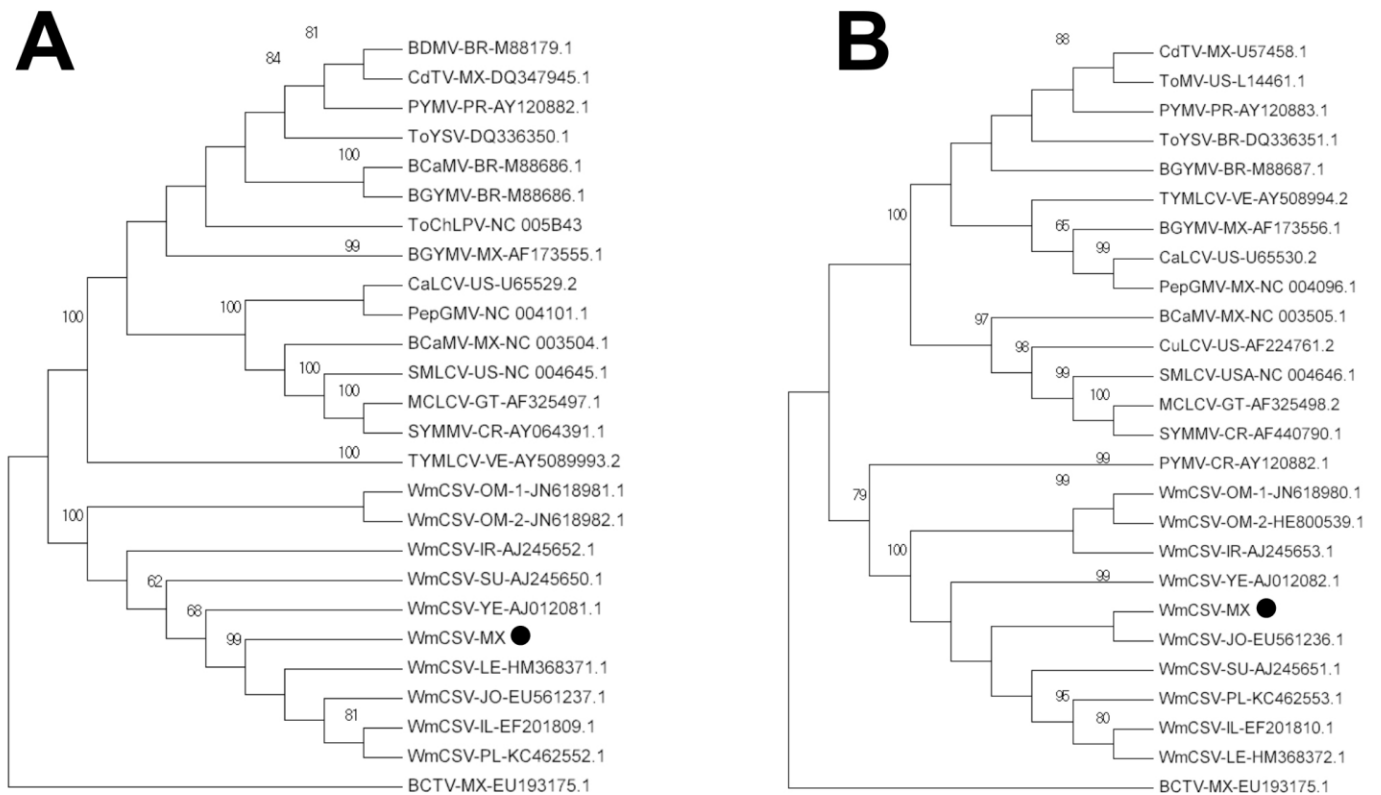 A
81
84
BDMV-BR-M88179.1
CdTV-MX-DQ347945.1
PYMV-PR-AY120882.1
ToYSV-DQ336350.1
100
BCaMV-BR-M88686.1
BGYMV-BR-M88686.1
ToChLPV-NC 005B43
99
BGYMV-MX-AF173555.1
CaLCV-US-U65529.2
100
PepGMV-NC 004101.1
100
BCaMV-MX-NC 003504.1
100
SMLCV-US-NC 004645.1
100
MCLCV-GT-AF325497.1
SYMMV-CR-AY064391.1
100
TYMLCV-VE-AY5089993.2
WmCSV-OM-1-JN618981.1
100
WmCSV-OM-2-JN618982.1
WmCSV-IR-AJ245652.1
62
WmCSV-SU-AJ245650.1
68
WmCSV-YE-AJ012081.1
99
WmCSV-MX
WmCSV-LE-HM368371.1
WmCSV-JO-EU561237.1
81
WmCSV-IL-EF201809.1
WmCSV-PL-KC462552.1
BCTV-MX-EU193175.1
B
88
CdTV-MX-U57458.1
ToMV-US-L14461.1
PYMV-PR-AY120883.1
ToYSV-BR-DQ336351.1
BGYMV-BR-M88687.1
TYMLCV-VE-AY508994.2
100
65
BGYMV-MX-AF173556.1
99
CaLCV-US-U65530.2
PepGMV-MX-NC 004096.1
97
BCaMV-MX-NC 003505.1
98
CuLCV-US-AF224761.2
99
SMLCV-USA-NC 004646.1
100
MCLCV-GT-AF325498.2
SYMMV-CR-AF440790.1
99
PYMV-CR-AY120882.1
99
79
WmCSV-OM-1-JN618980.1
WmCSV-OM-2-HE800539.1
100
WmCSV-IR-AJ245653.1
99
WmCSV-YE-AJ012082.1
WmCSV-MX
WmCSV-JO-EU561236.1
WmCSV-SU-AJ245651.1
95
WmCSV-PL-KC462553.1
80
WmCSV-IL-EF201810.1
WmCSV-LE-HM368372.1
BCTV-MX-EU193175.1